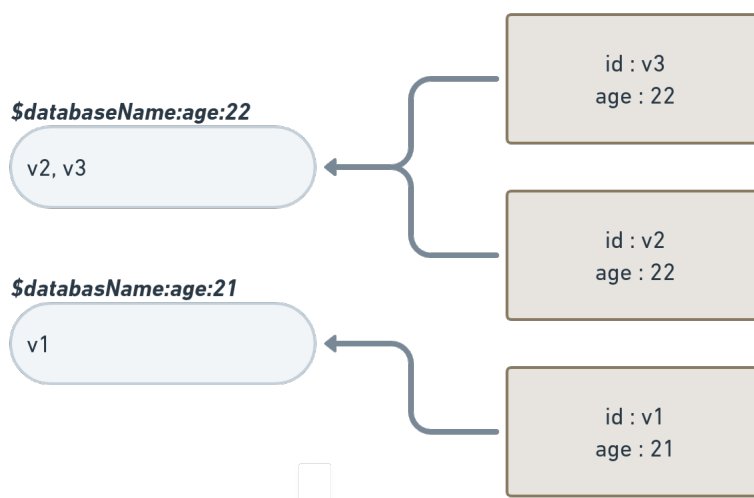 $databaseName:age:22
v2, v3
$databasName:age:21
v1
id : v3
age : 22
id : v2
age : 22
id : v1
age : 21